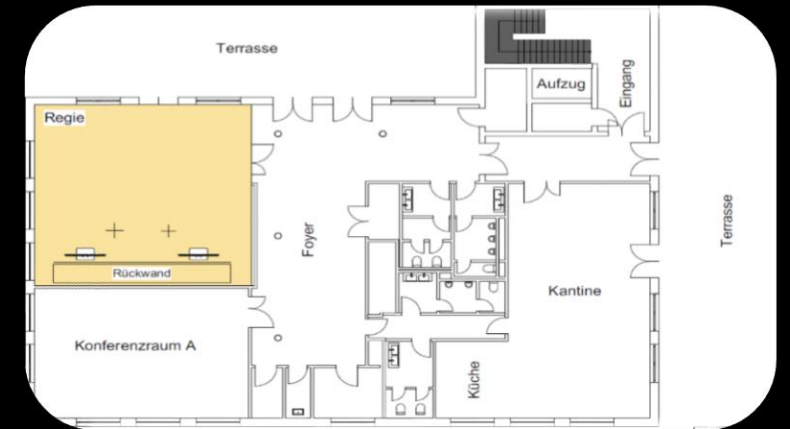 Terrasse
Aufzug
Eingang
Regie
Terrasse
Foyer
Rückwand
Kantine
Konferenzraum A
Küche